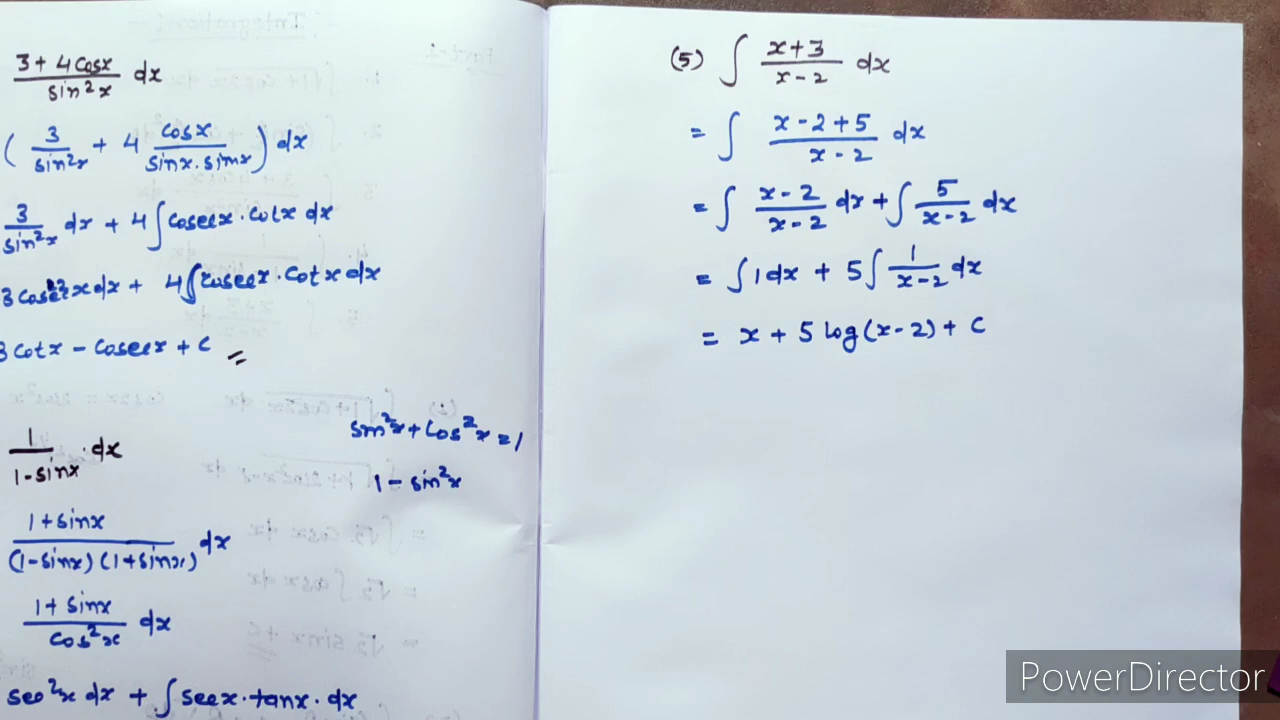 3 + 4 cosx / sin²x dx
( 3 / sin²x + 4 cosx / sinx . sinx ) dx
3 / sin²x dx + 4 ∫ cosecx . cotx dx
3 cosec²x dx + 4 ∫ cosecx . cotx dx
3 cotx - cosecx + c
1 / 1 - sinx . dx
sin²x + cos²x = 1
1 - sin²x
1 + sinx / (1 - sinx) (1 + sinx) dx
1 + sinx / cos²x dx
sec²x dx + ∫ secx . tanx . dx
(5) ∫ x + 3 / x - 2 dx
= ∫ x - 2 + 5 / x - 2 dx
= ∫ x - 2 / x - 2 dx + ∫ 5 / x - 2 dx
= ∫ 1 dx + 5 ∫ 1 / x - 2 dx
= x + 5 log (x - 2) + c
PowerDirector